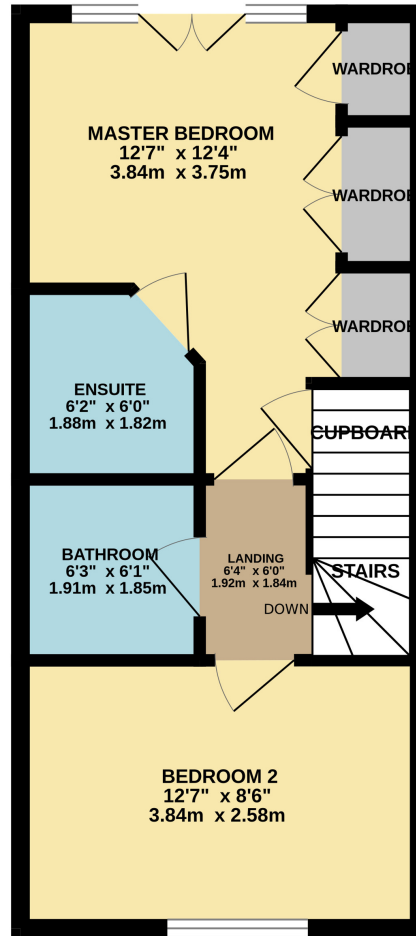 WARDROB
MASTER BEDROOM
12'7" x 12'4"
3.84m x 3.75m
WARDROB
WARDROB
ENSUITE
6'2" x 6'0"
1.88m x 1.82m
CUPBOARD
BATHROOM
6'3" x 6'1"
1.91m x 1.85m
LANDING
6'4" x 6'0"
1.92m x 1.84m
STAIRS
DOWN
BEDROOM 2
12'7" x 8'6"
3.84m x 2.58m